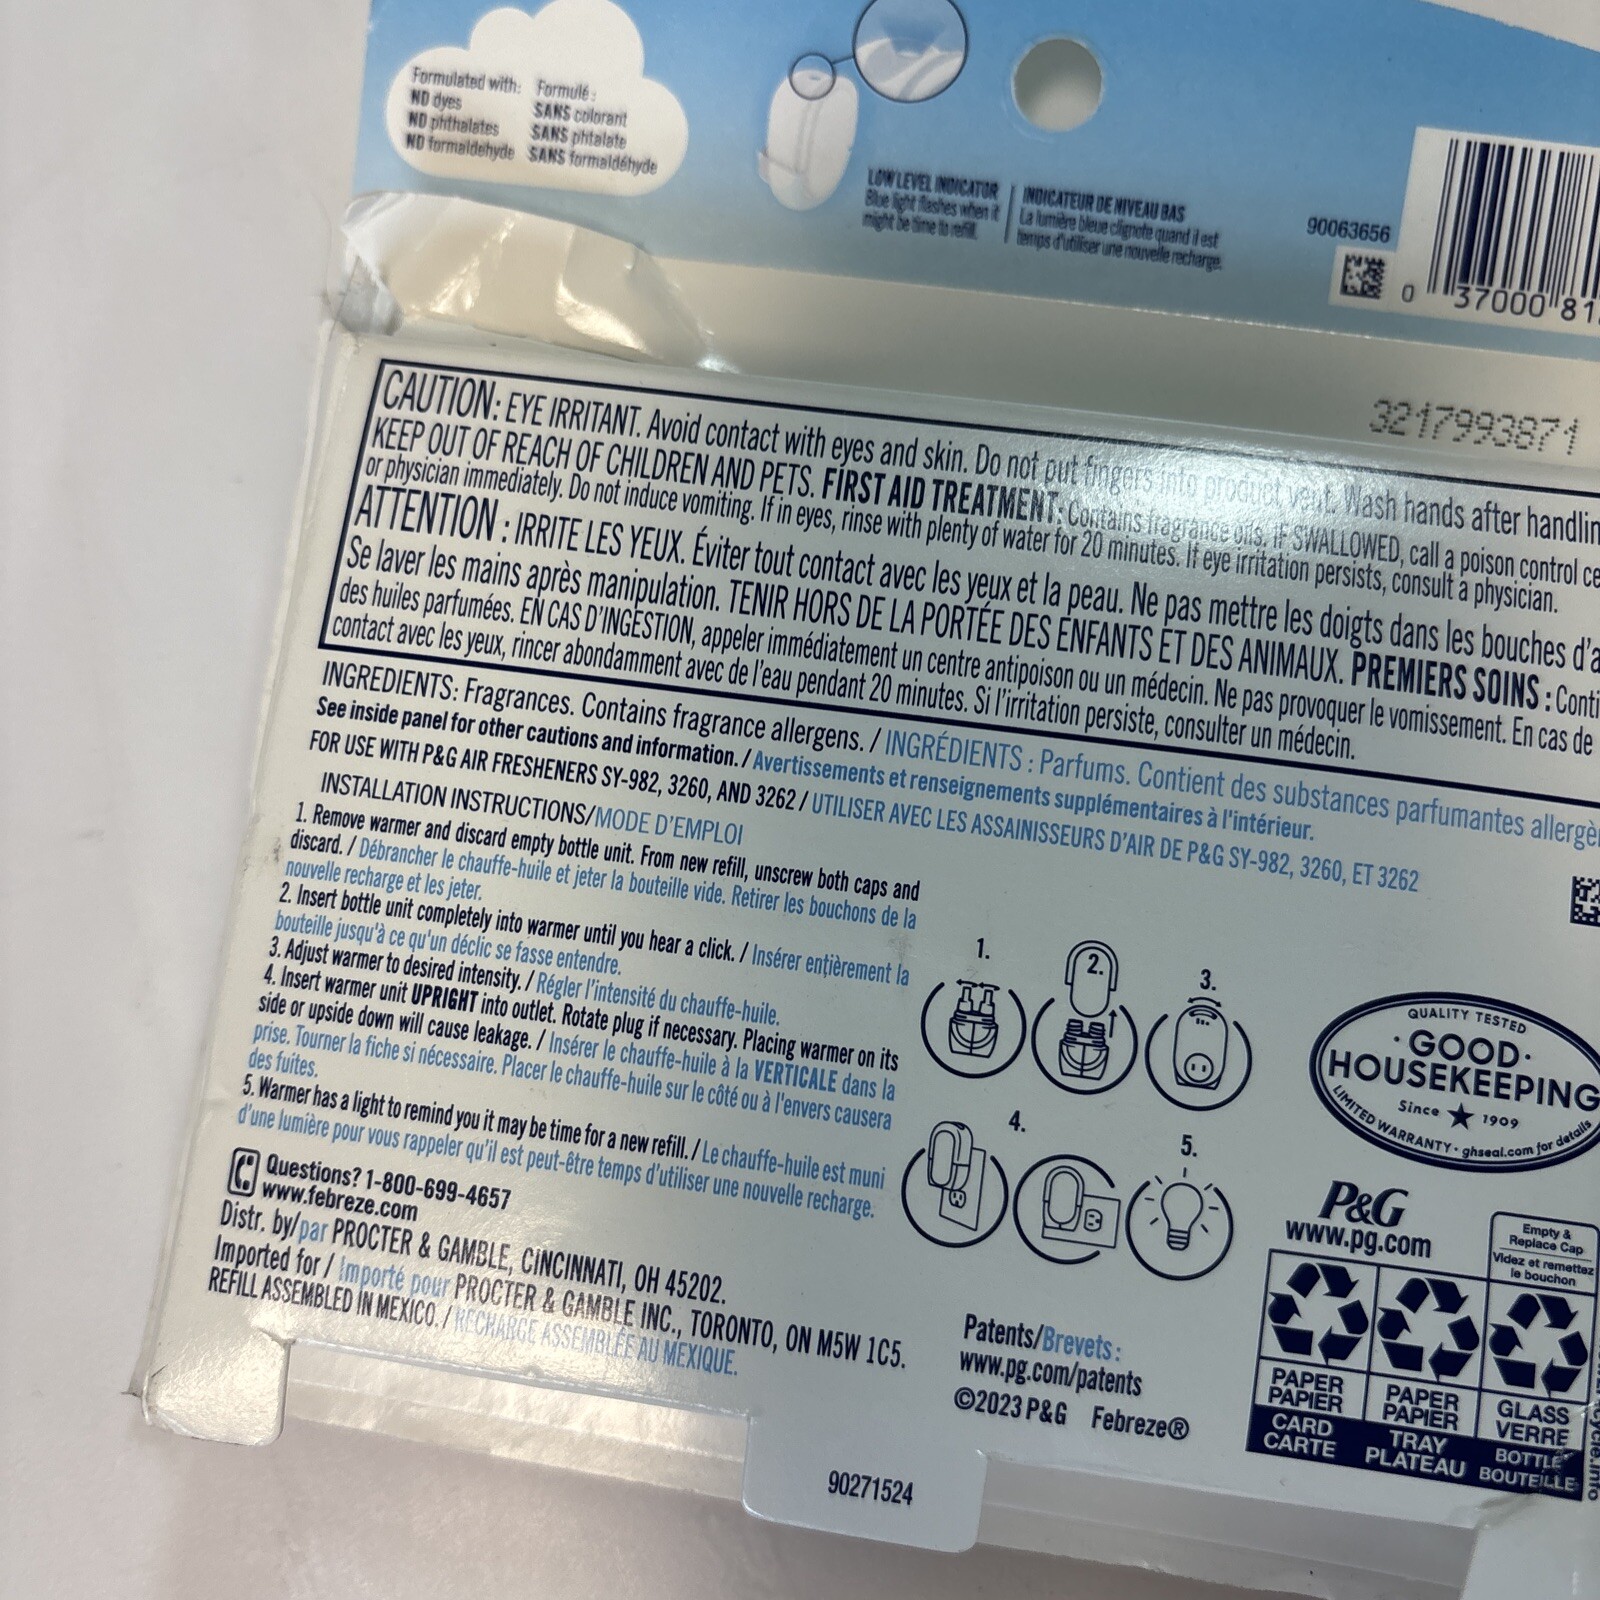 Formulated with:
NO dyes
NO phthalates
NO formaldehyde
Formulé :
SANS colorant
SANS phtalate
SANS formaldéhyde
LOW LEVEL INDICATOR
Blue light flashes when it
might be time to refill.
INDICATEUR DE NIVEAU BAS
La lumière bleue clignote quand il est
temps d'utiliser une nouvelle recharge.
90063656
0 37000 81
3217993871
CAUTION: EYE IRRITANT. Avoid contact with eyes and skin. Do not put fingers into product vent. Wash hands after handlin
KEEP OUT OF REACH OF CHILDREN AND PETS. FIRST AID TREATMENT: Contains fragrance oils. IF SWALLOWED, call a poison control ce
or physician immediately. Do not induce vomiting. If in eyes, rinse with plenty of water for 20 minutes. If eye irritation persists, consult a physician.
ATTENTION : IRRITE LES YEUX. Éviter tout contact avec les yeux et la peau. Ne pas mettre les doigts dans les bouches d'a
Se laver les mains après manipulation. TENIR HORS DE LA PORTÉE DES ENFANTS ET DES ANIMAUX. PREMIERS SOINS : Conti
des huiles parfumées. EN CAS D'INGESTION, appeler immédiatement un centre antipoison ou un médecin. Ne pas provoquer le vomissement. En cas de
contact avec les yeux, rincer abondamment avec de l'eau pendant 20 minutes. Si l'irritation persiste, consulter un médecin.
INGREDIENTS: Fragrances. Contains fragrance allergens. / INGRÉDIENTS : Parfums. Contient des substances parfumantes allergè
See inside panel for other cautions and information. / Avertissements et renseignements supplémentaires à l'intérieur.
FOR USE WITH P&G AIR FRESHENERS SY-982, 3260, AND 3262 / UTILISER AVEC LES ASSAINISSEURS D'AIR DE P&G SY-982, 3260, ET 3262
INSTALLATION INSTRUCTIONS/MODE D'EMPLOI
1. Remove warmer and discard empty bottle unit. From new refill, unscrew both caps and
discard. / Débrancher le chauffe-huile et jeter la bouteille vide. Retirer les bouchons de la
nouvelle recharge et les jeter.
2. Insert bottle unit completely into warmer until you hear a click. / Insérer entièrement la
bouteille jusqu'à ce qu'un déclic se fasse entendre.
3. Adjust warmer to desired intensity. / Régler l'intensité du chauffe-huile.
4. Insert warmer unit UPRIGHT into outlet. Rotate plug if necessary. Placing warmer on its
side or upside down will cause leakage. / Insérer le chauffe-huile à la VERTICALE dans la
prise. Tourner la fiche si nécessaire. Placer le chauffe-huile sur le côté ou à l'envers causera
des fuites.
5. Warmer has a light to remind you it may be time for a new refill. / Le chauffe-huile est muni
d'une lumière pour vous rappeler qu'il est peut-être temps d'utiliser une nouvelle recharge.
Questions? 1-800-699-4657
www.febreze.com
Distr. by/par PROCTER & GAMBLE, CINCINNATI, OH 45202.
Imported for / Importé pour PROCTER & GAMBLE INC., TORONTO, ON M5W 1C5.
REFILL ASSEMBLED IN MEXICO. / RECHARGE ASSEMBLÉE AU MEXIQUE.
1.
2.
3.
4.
5.
QUALITY TESTED
·GOOD·
HOUSEKEEPING
Since ★ 1909
LIMITED WARRANTY · ghseal.com for details
P&G
www.pg.com
Empty &
Replace Cap
Videz et remettez
le bouchon
PAPER
PAPIER
CARD
CARTE
PAPER
PAPIER
TRAY
PLATEAU
GLASS
VERRE
BOTTLE
BOUTEILLE
Patents/Brevets :
www.pg.com/patents
©2023 P&G Febreze®
90271524